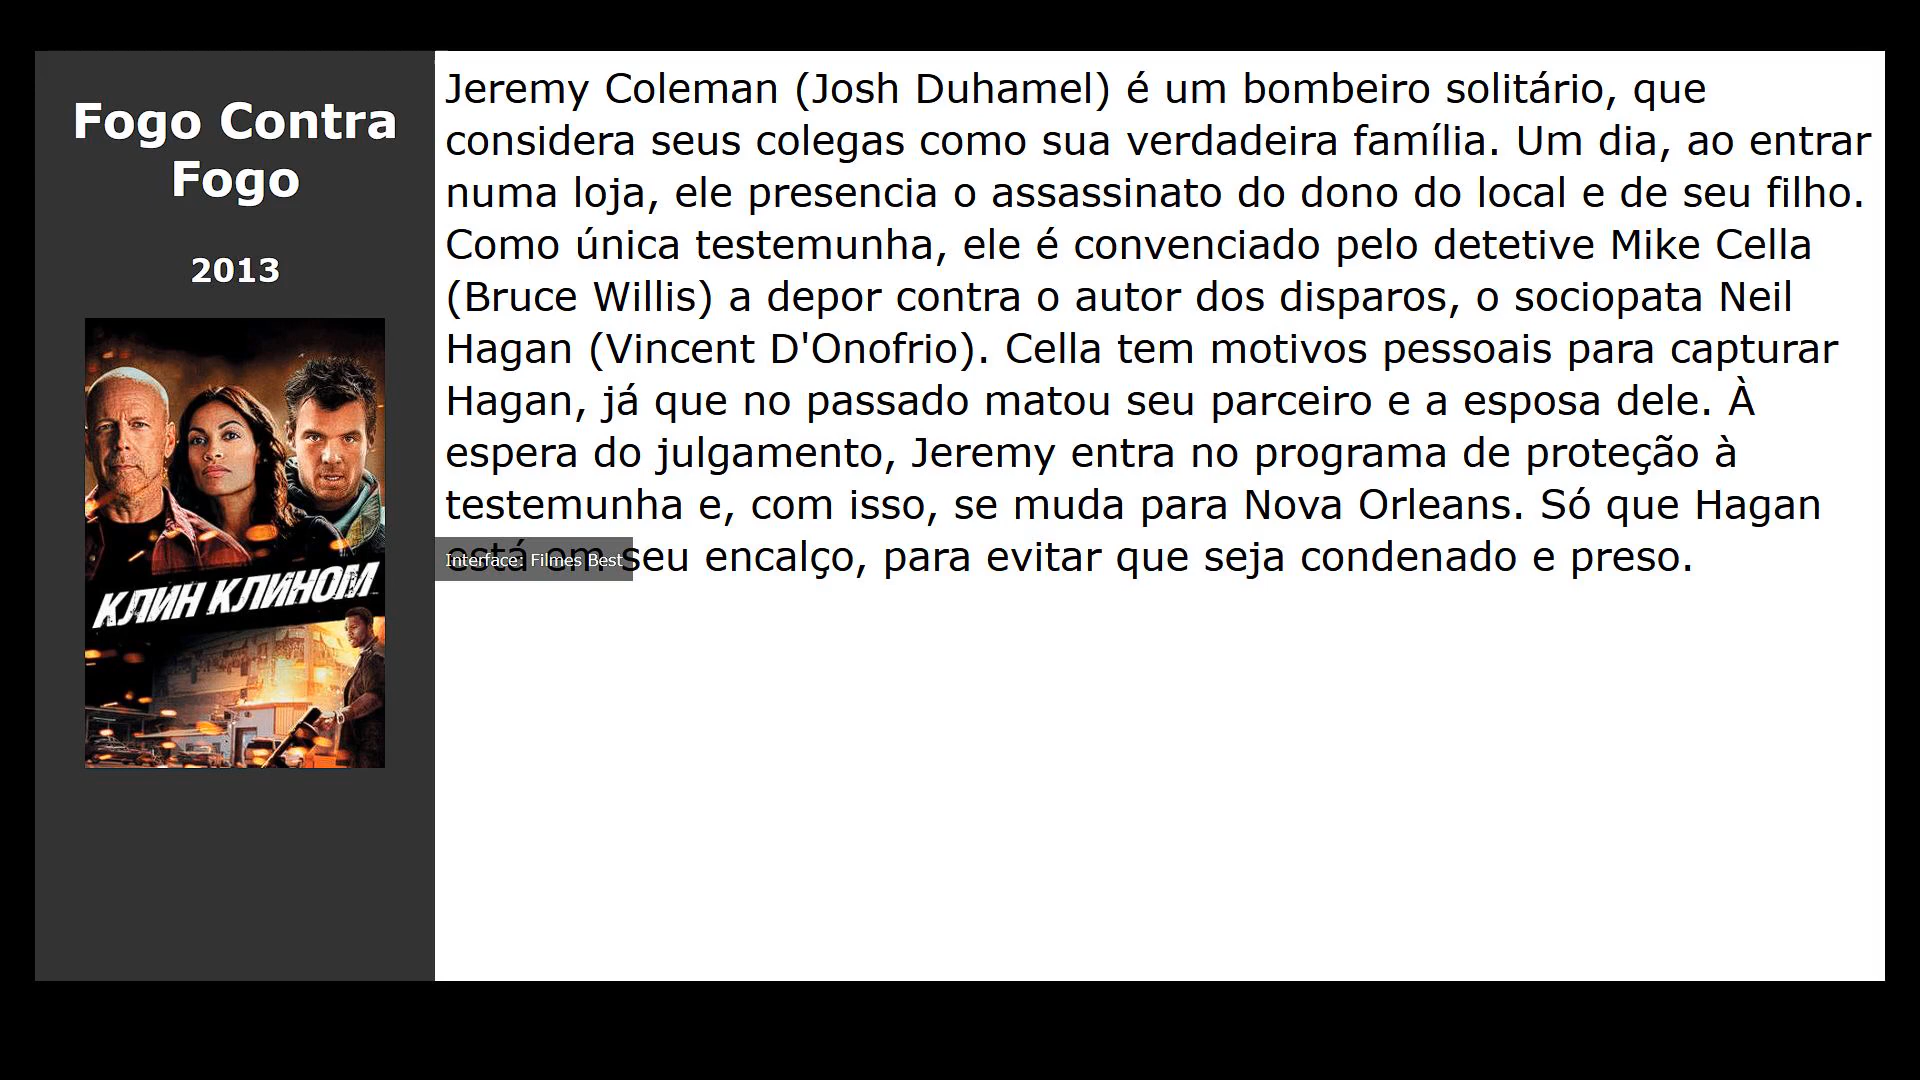 Fogo Contra
Fogo
2013
КЛИН КЛИНОМ
Jeremy Coleman (Josh Duhamel) é um bombeiro solitário, que
considera seus colegas como sua verdadeira família. Um dia, ao entrar
numa loja, ele presencia o assassinato do dono do local e de seu filho.
Como única testemunha, ele é convenciado pelo detetive Mike Cella
(Bruce Willis) a depor contra o autor dos disparos, o sociopata Neil
Hagan (Vincent D'Onofrio). Cella tem motivos pessoais para capturar
Hagan, já que no passado matou seu parceiro e a esposa dele. À
espera do julgamento, Jeremy entra no programa de proteção à
testemunha e, com isso, se muda para Nova Orleans. Só que Hagan
está em seu encalço, para evitar que seja condenado e preso.
Interface: Filmes Best